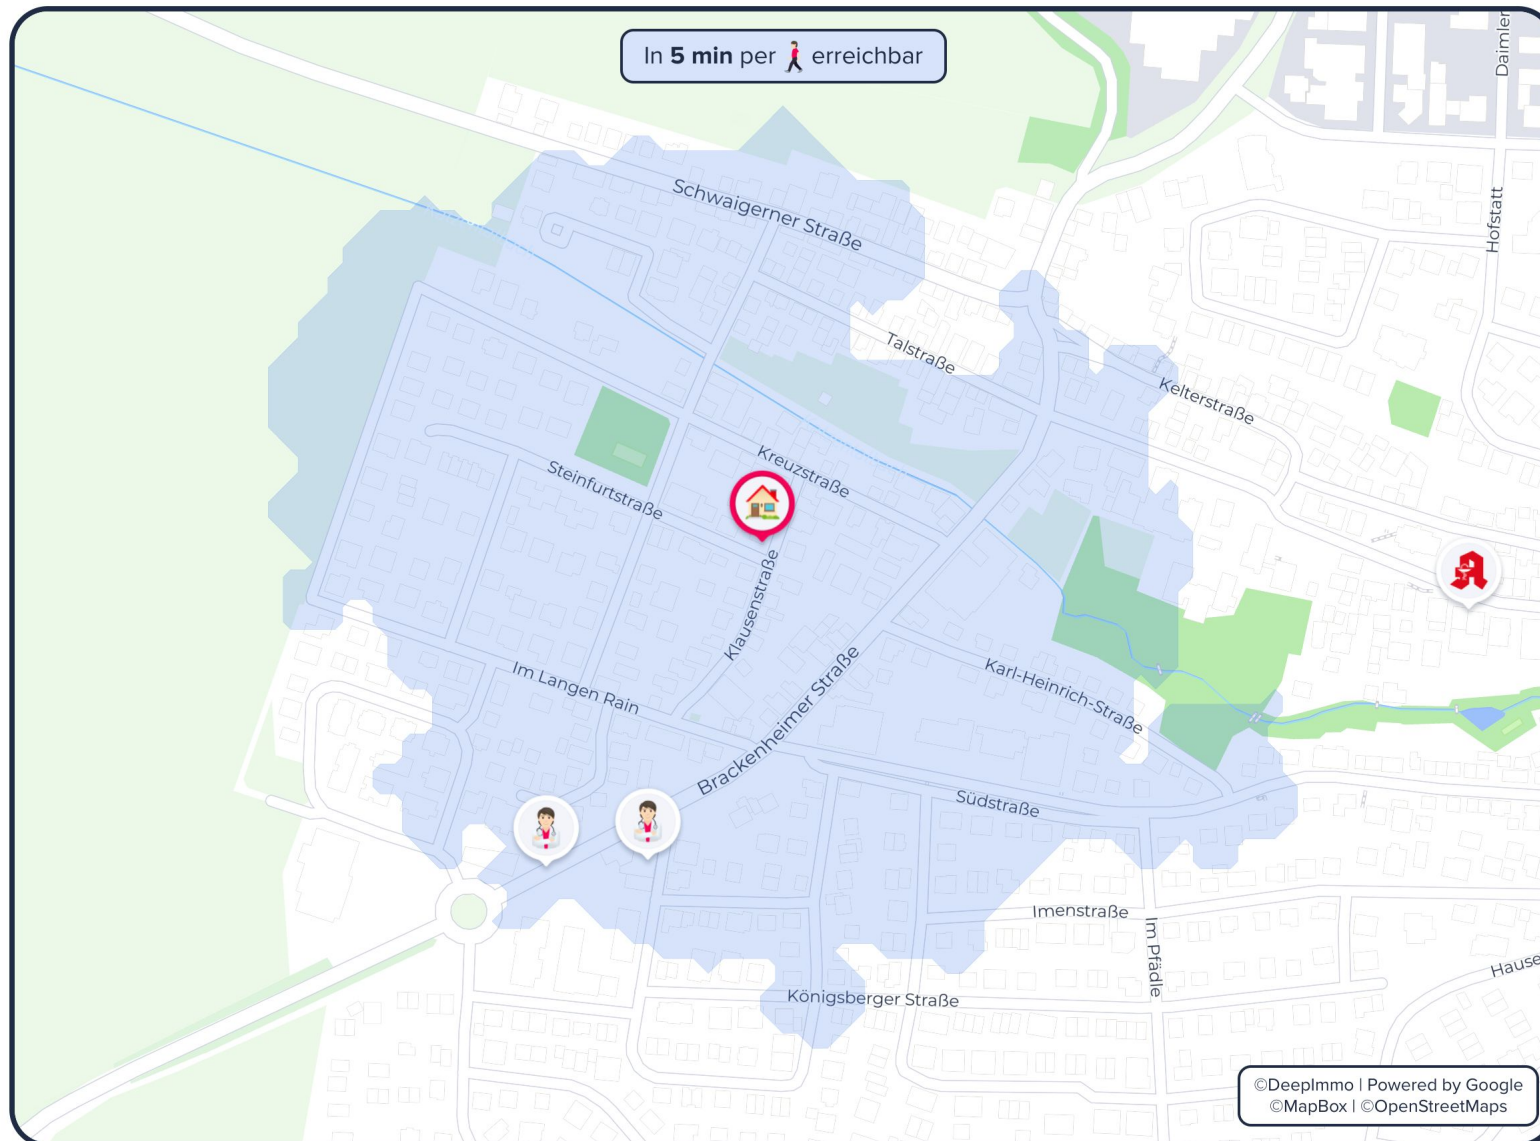 In 5 min per erreichbar
Daimler
Schwaigerner Straße
Hofstatt
Talstraße
Kelterstraße
Kreuzstraße
Steinfurtstraße
Klausenstraße
Im Langen Rain
Brackenheimer Straße
Karl-Heinrich-Straße
Südstraße
Imenstraße
Im Pfädle
Hause
Königsberger Straße
©DeepImmo | Powered by Google
©MapBox | ©OpenStreetMaps